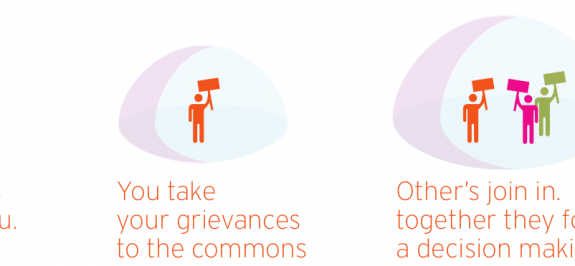 u.
You take
your grievances
to the commons
Other's join in.
together they fo
a decision maki